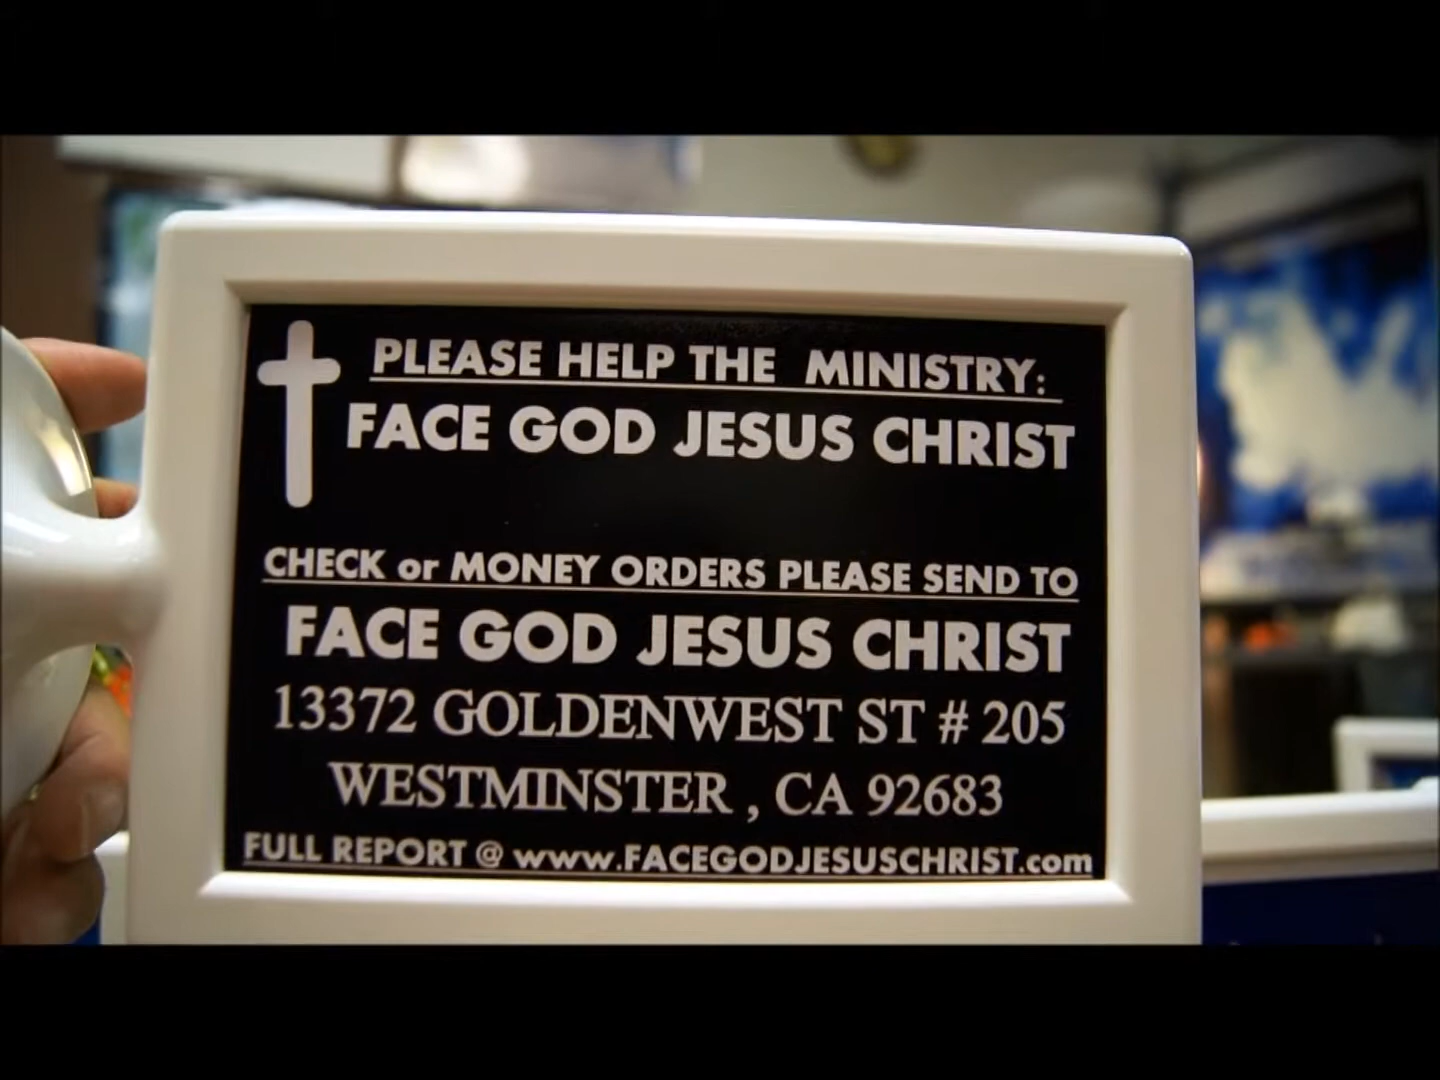 PLEASE HELP THE MINISTRY:
FACE GOD JESUS CHRIST
CHECK or MONEY ORDERS PLEASE SEND TO
FACE GOD JESUS CHRIST
13372 GOLDENWEST ST # 205
WESTMINSTER , CA 92683
FULL REPORT @ www.FACEGODJESUSCHRIST.com